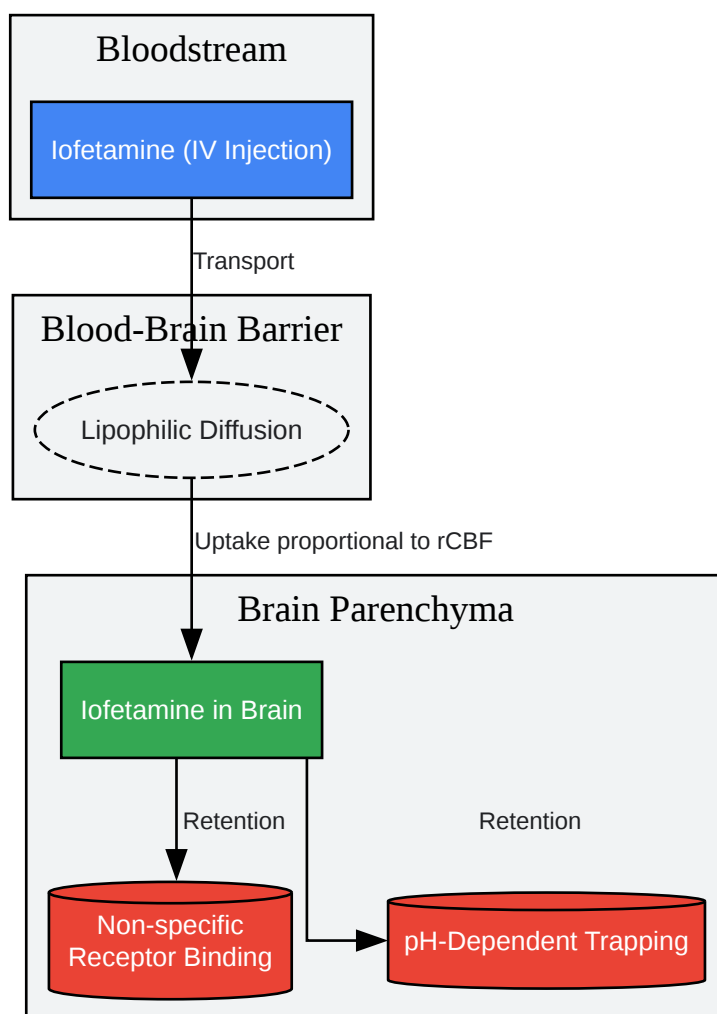 Bloodstream
Iofetamine (IV Injection)
Transport
Blood-Brain Barrier
Lipophilic Diffusion
Uptake proportional to rCBF
Brain Parenchyma
Iofetamine in Brain
Retention
Retention
Non-specific
Receptor Binding
pH-Dependent Trapping